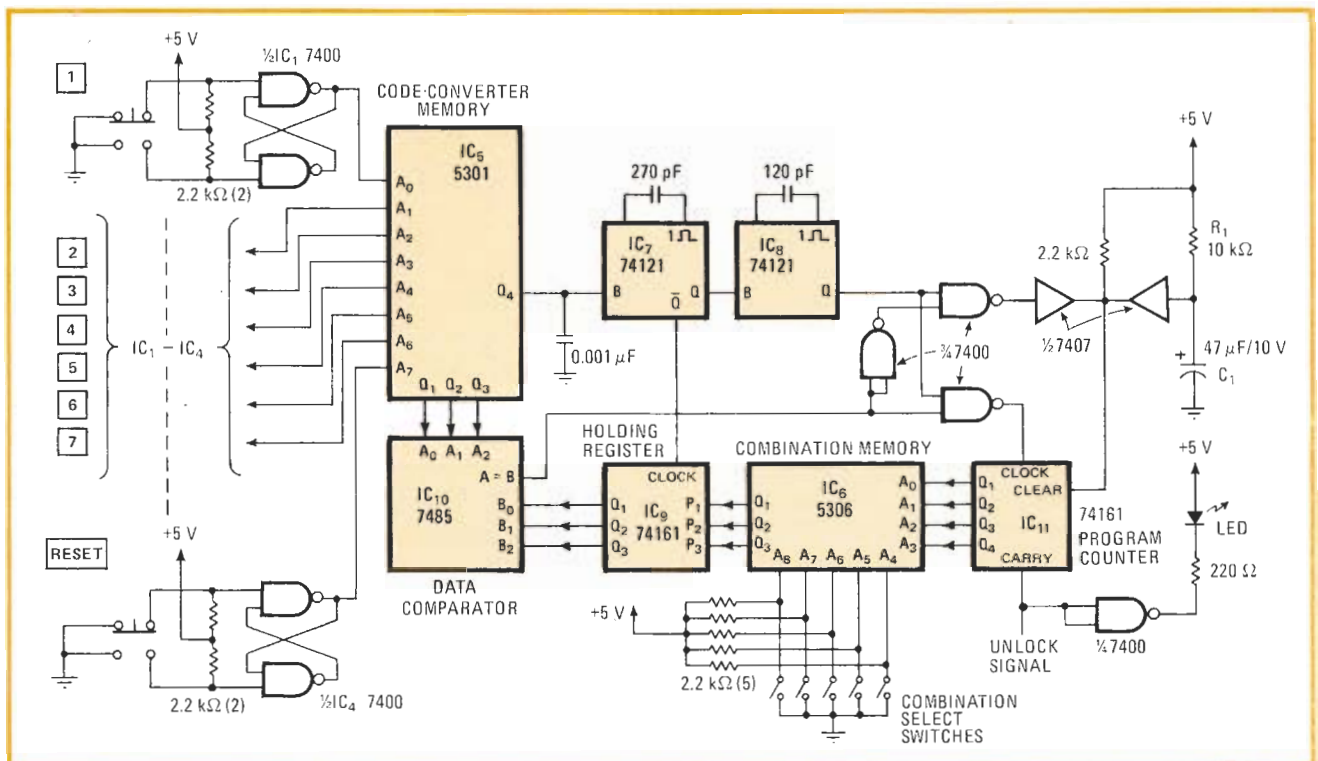 +5 V
½IC₁ 7400
1
2.2 kΩ (2)
2
3
4
5
6
7
IC₁ – IC₄
RESET
+5 V
2.2 kΩ (2)
½IC₄ 7400
CODE-CONVERTER
MEMORY
IC₅
5301
A₀
A₁
A₂
A₃
A₄
A₅
A₆
A₇
Q₄
Q₁ Q₂ Q₃
0.001 µF
270 pF
1
IC₇
74121
B
Q
Q̅
120 pF
1
IC₈
74121
B
Q
¾7400
2.2 kΩ
½7407
+5 V
R₁
10 kΩ
+
47 µF/10 V
C₁
A₀ A₁ A₂
A = B
IC₁₀
7485
B₀
B₁
B₂
DATA
COMPARATOR
HOLDING
REGISTER
CLOCK
IC₉
74161
Q₁
Q₂
Q₃
P₁
P₂
P₃
COMBINATION MEMORY
IC₆
5306
Q₁
Q₂
Q₃
A₀
A₁
A₂
A₃
A₈ A₇ A₆ A₅ A₄
CLOCK
CLEAR
Q₁
Q₂
Q₃
Q₄
IC₁₁
CARRY
74161
PROGRAM
COUNTER
+5 V
LED
220 Ω
¼7400
UNLOCK
SIGNAL
+5 V
2.2 kΩ (5)
COMBINATION
SELECT
SWITCHES